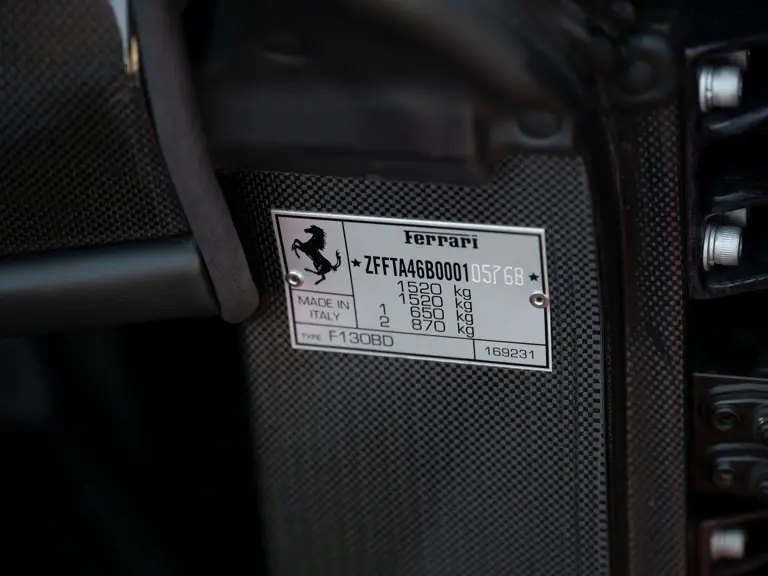 Ferrari
★ZFFTA46B000105768★
1520 kg
1520 kg
1 650 kg
2 870 kg
MADE IN
ITALY
TYPE F130BD
169231